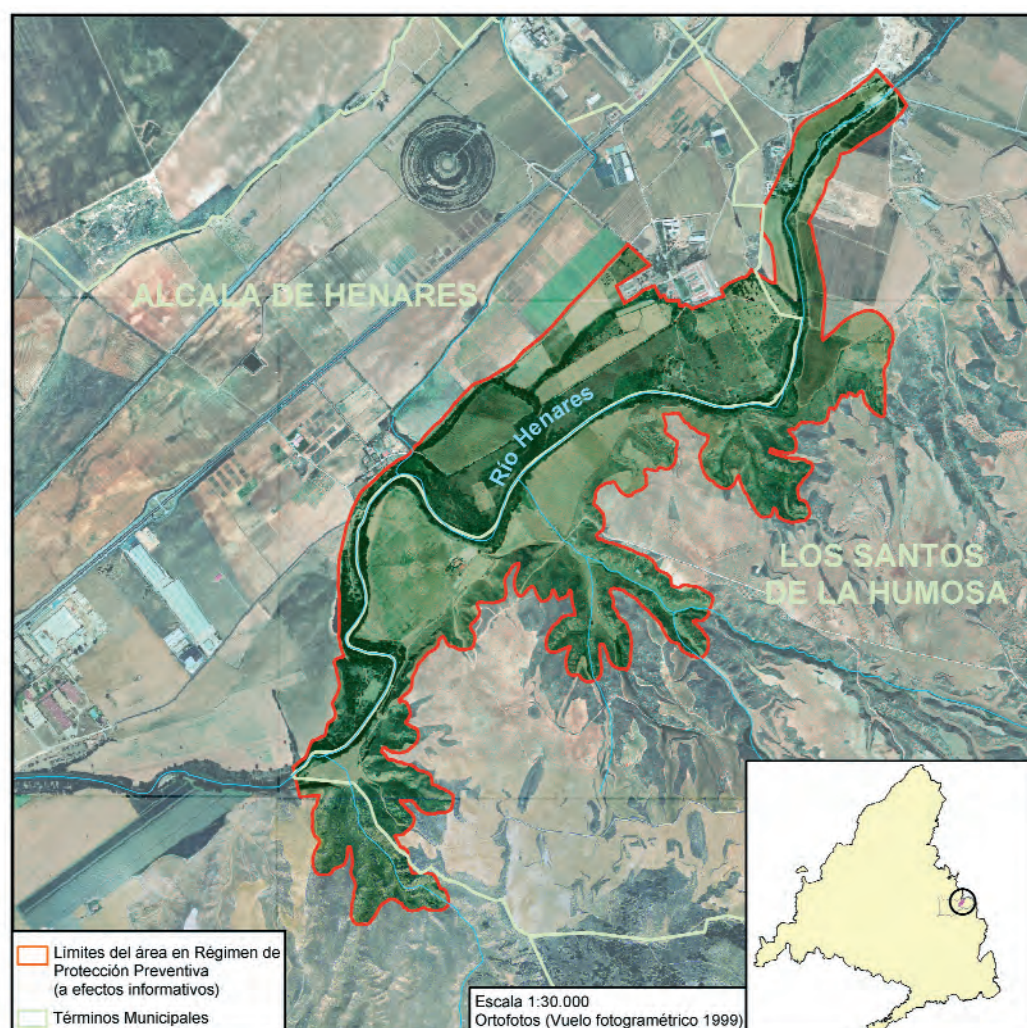 ALCALA DE HENARES
Río Henares
LOS SANTOS
DE LA HUMOSA
Límites del área en Régimen de
Protección Preventiva
(a efectos informativos)
Términos Municipales
Escala 1:30.000
Ortofotos (Vuelo fotogramétrico 1999)